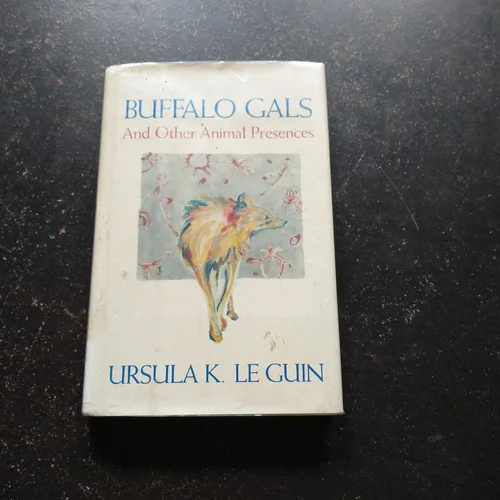 BUFFALO GALS
And Other Animal Presences
URSULA K. LE GUIN